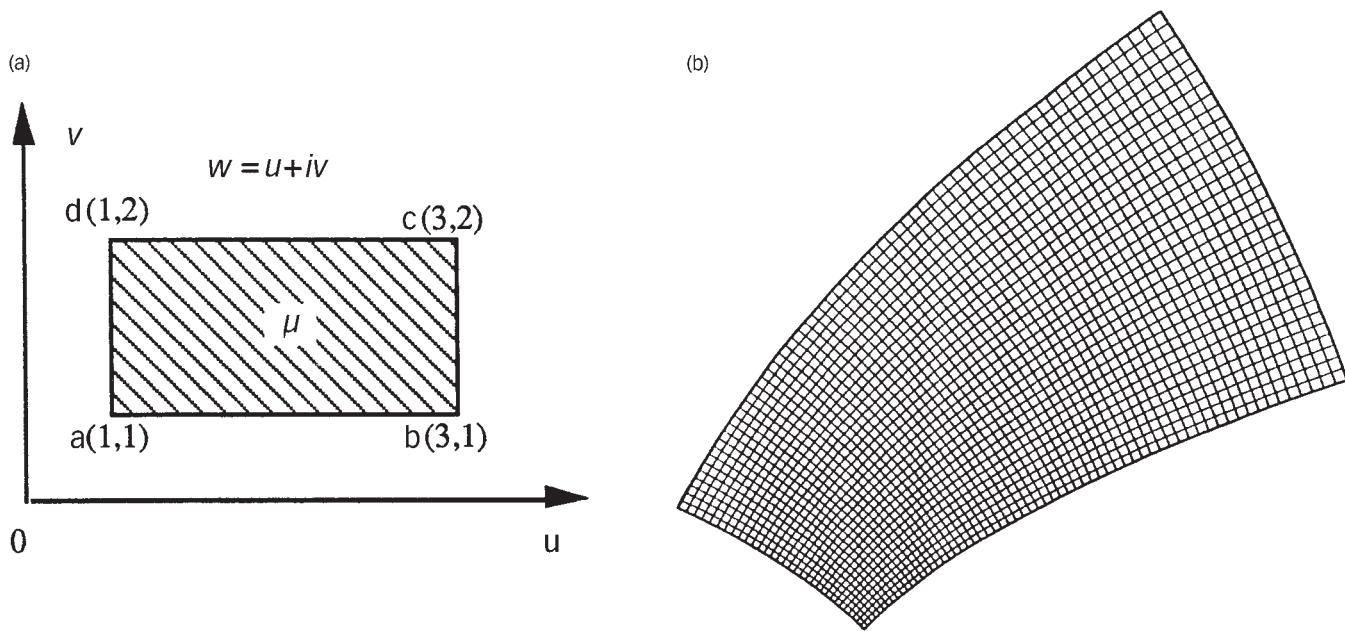 (a)
v
w = u+iv
d(1,2)
c(3,2)
μ
a(1,1)
b(3,1)
0
u
(b)